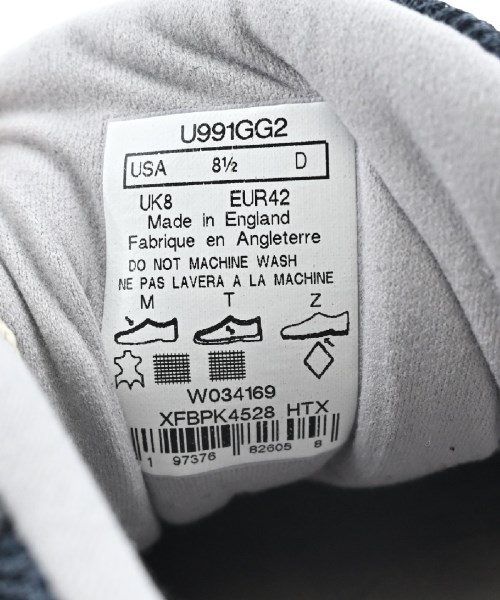 U991GG2
USA 8½ D
UK8 EUR42
Made in England
Fabrique en Angleterre
DO NOT MACHINE WASH
NE PAS LAVERA A LA MACHINE
M T Z
W034169
XFBPK4528 HTX
1 97376 82605 8